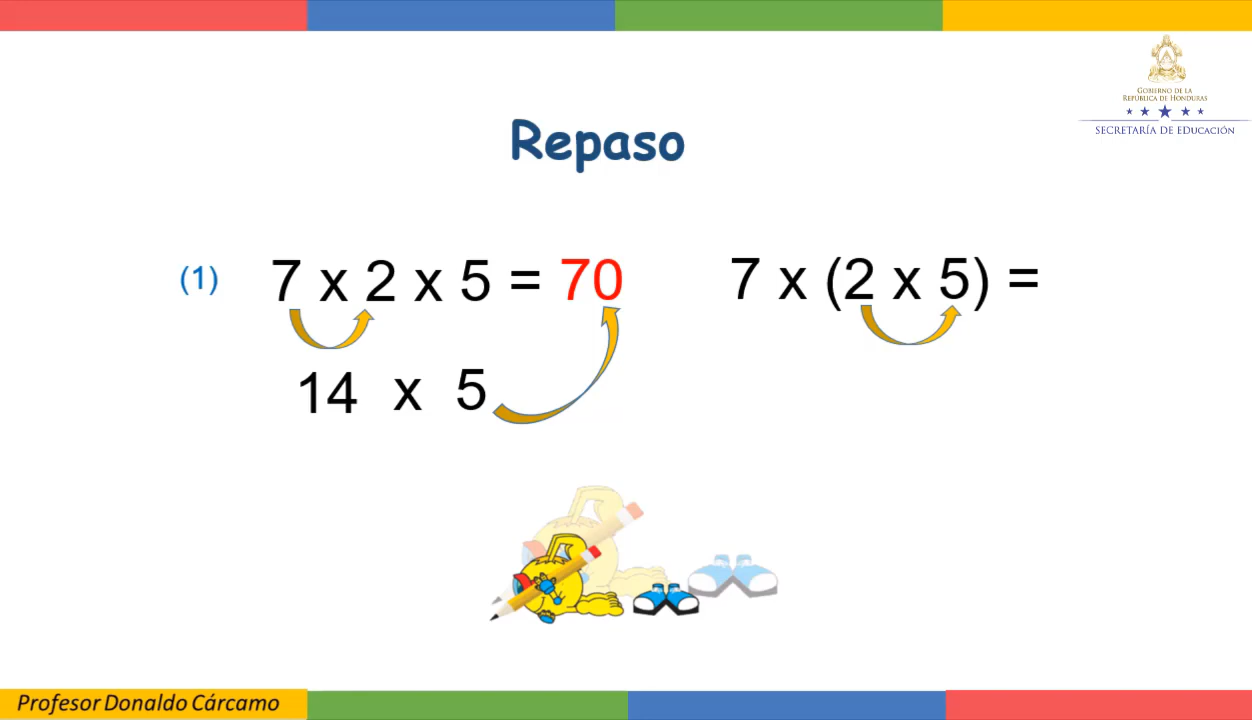 GOBIERNO DE LA
REPÚBLICA DE HONDURAS
SECRETARÍA DE EDUCACIÓN
Repaso
(1) 7 x 2 x 5 = 70
14 x 5
7 x (2 x 5) =
Profesor Donaldo Cárcamo